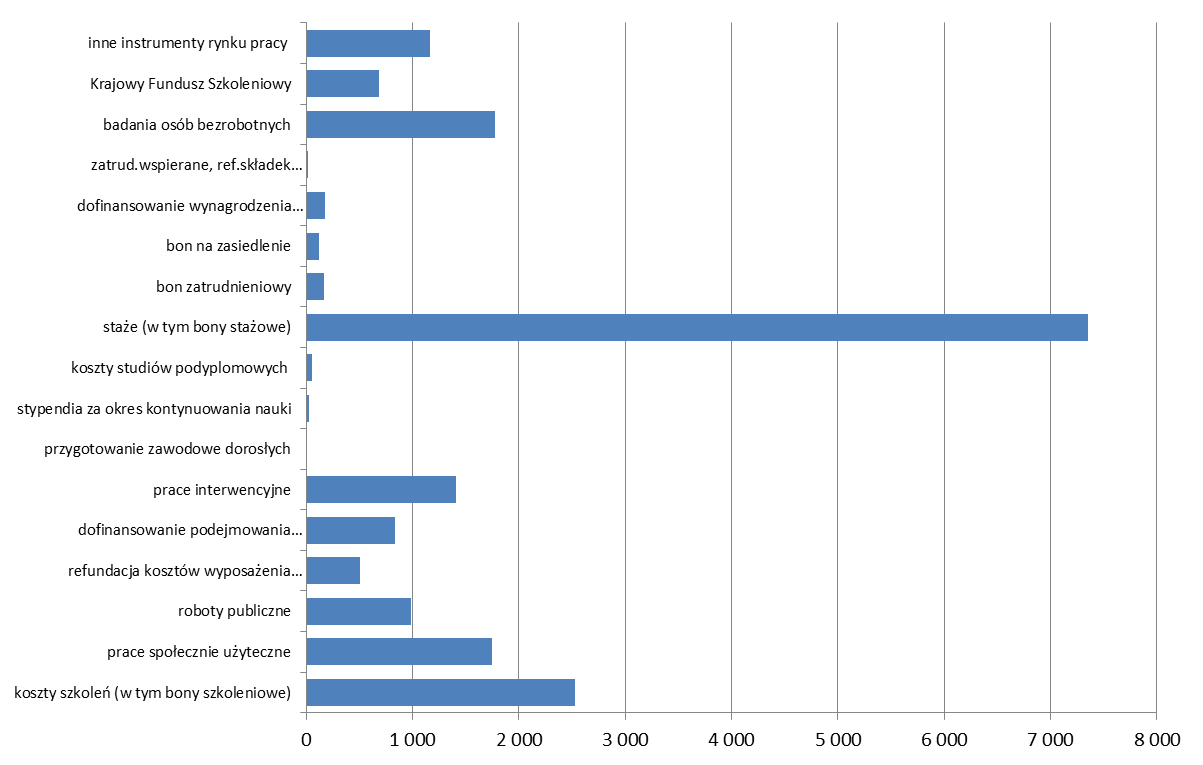 inne instrumenty rynku pracy
Krajowy Fundusz Szkoleniowy
badania osób bezrobotnych
zatrud.wspierane, ref.składek...
dofinansowanie wynagrodzenia...
bon na zasiedlenie
bon zatrudnieniowy
staże (w tym bony stażowe)
koszty studiów podyplomowych
stypendia za okres kontynuowania nauki
przygotowanie zawodowe dorosłych
prace interwencyjne
dofinansowanie podejmowania...
refundacja kosztów wyposażenia...
roboty publiczne
prace społecznie użyteczne
koszty szkoleń (w tym bony szkoleniowe)
0 1 000 2 000 3 000 4 000 5 000 6 000 7 000 8 000